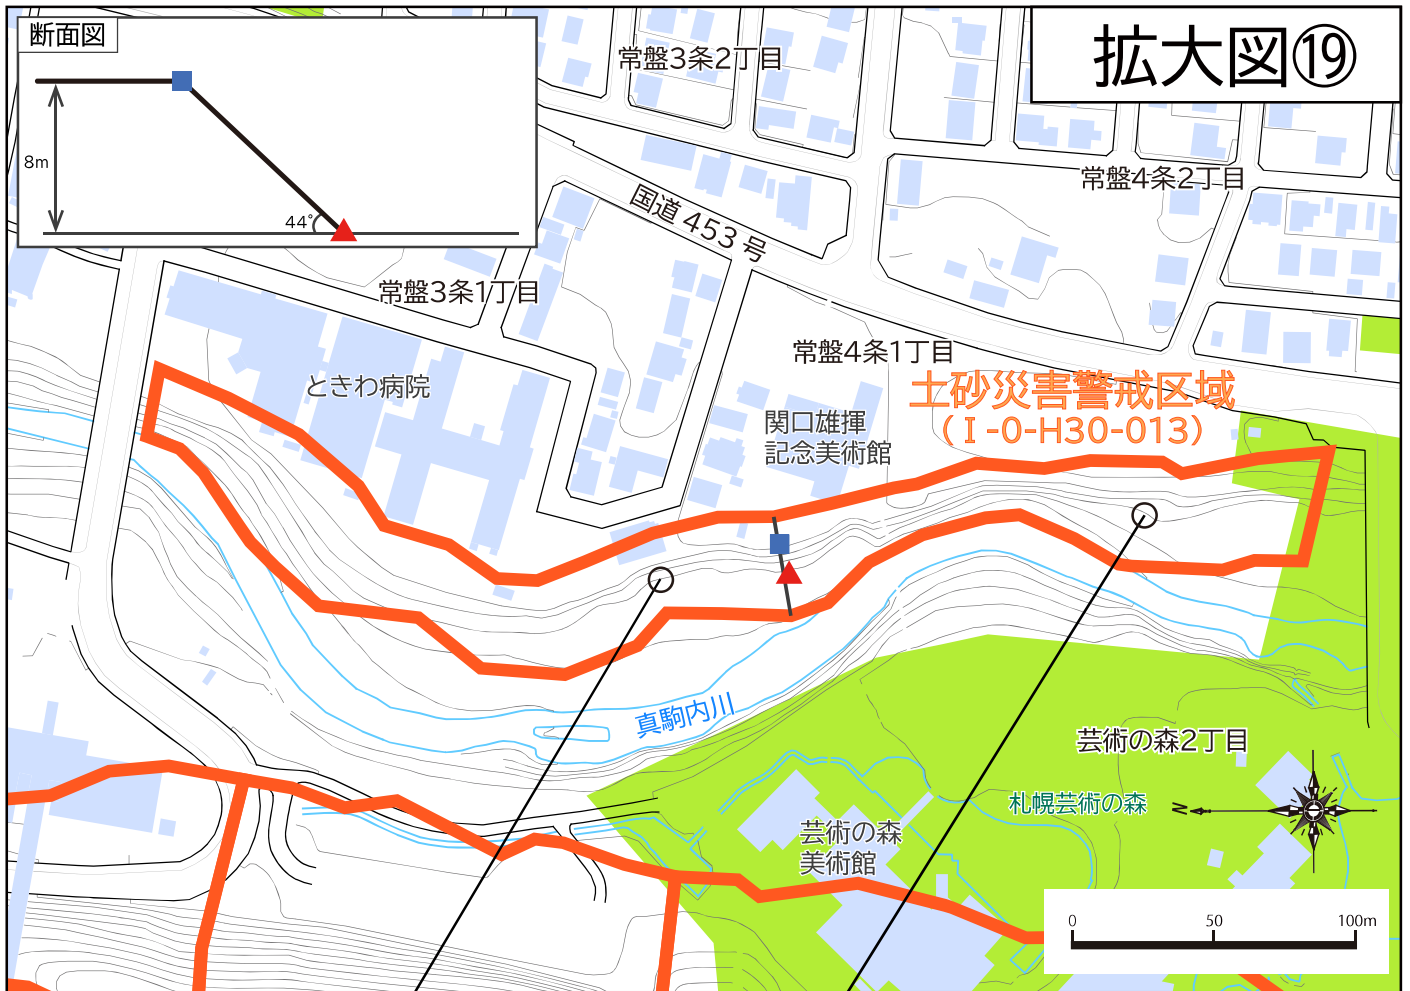 断面図
8m
44°
拡大図⑲
常盤3条2丁目
常盤4条2丁目
国道453号
常盤3条1丁目
常盤4条1丁目
土砂災害警戒区域
（Ⅰ-0-H30-013）
ときわ病院
関口雄揮
記念美術館
真駒内川
芸術の森2丁目
札幌芸術の森
N
芸術の森
美術館
0 50 100m